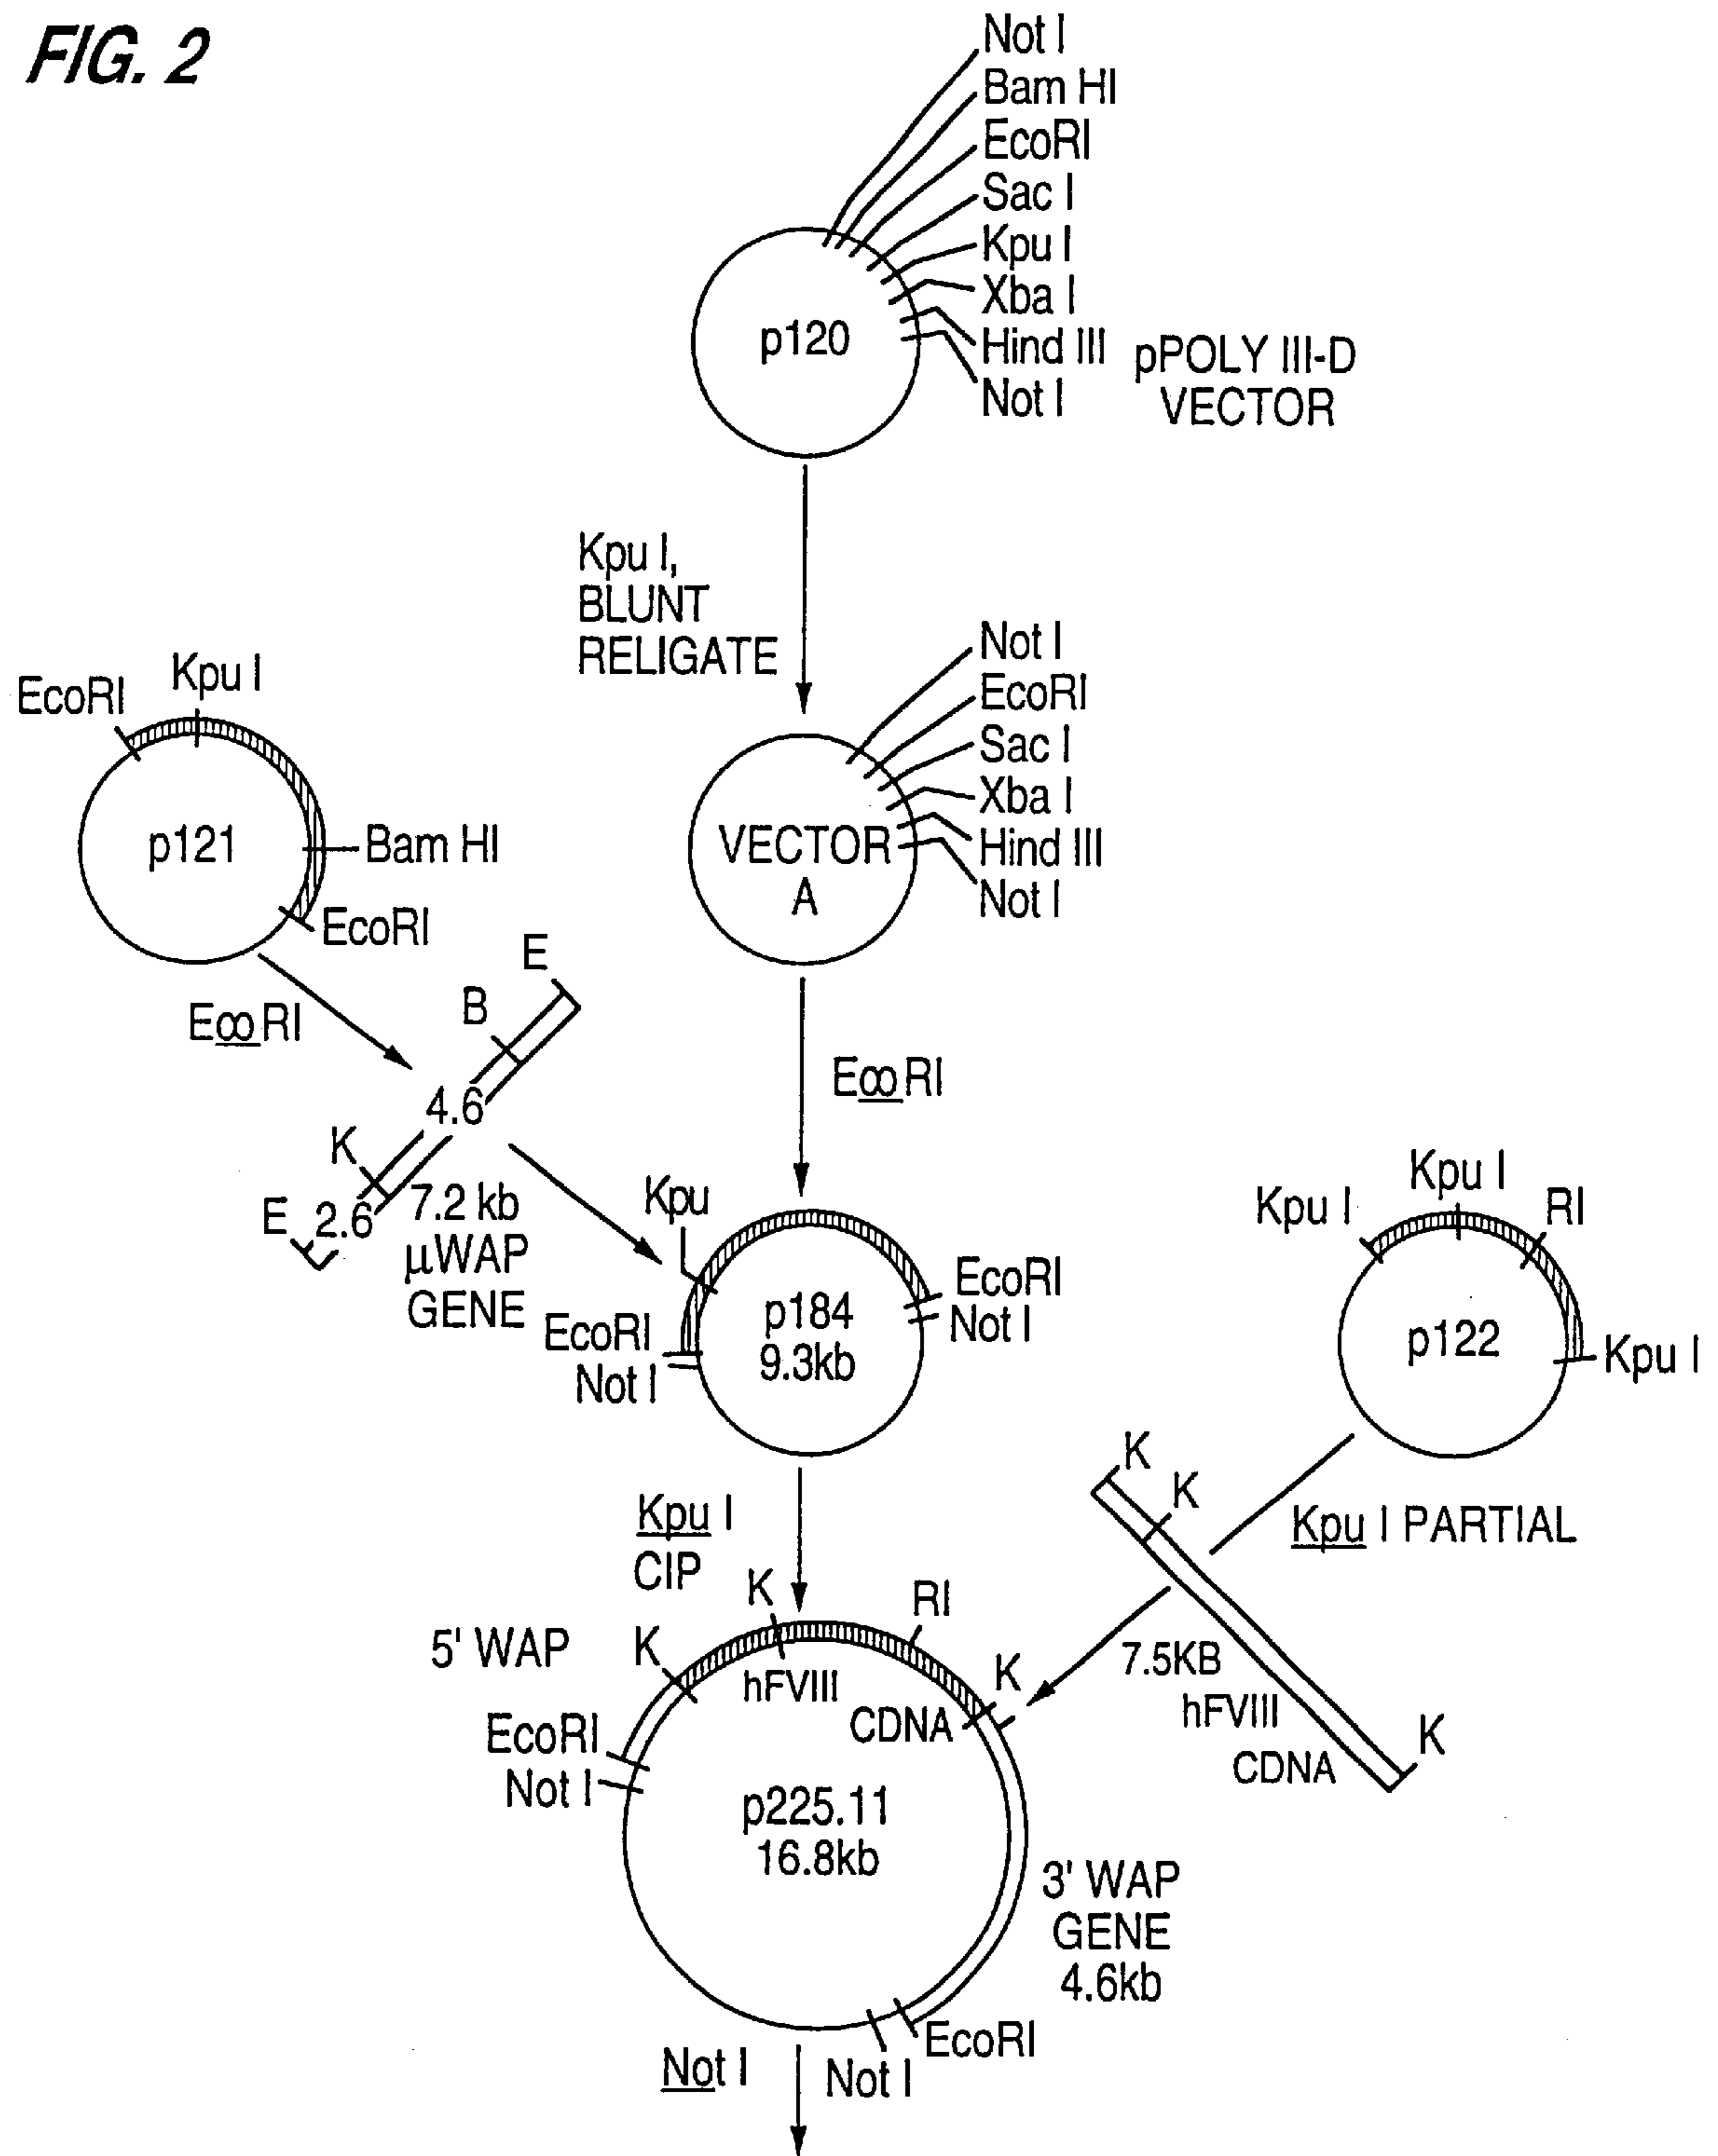 FIG. 2
Not I
Bam HI
EcoRI
Sac I
Kpu I
Xba I
Hind III
Not I
p120
pPOLY III-D
VECTOR
Kpu I,
BLUNT
RELIGATE
Not I
EcoRI
Sac I
Xba I
Hind III
Not I
VECTOR
A
EcoRI
Kpu I
p121
Bam HI
EcoRI
EcoRI
E
B
4.6
K
E 2.6
7.2 kb
μWAP
GENE
EcoRI
Kpu
EcoRI
Not I
p184
9.3kb
EcoRI
Not I
Kpu I
Kpu I
RI
p122
Kpu I
Kpu I
CIP
Kpu I PARTIAL
K
K
7.5KB
hFVIII
CDNA
K
5' WAP
K
K
RI
K
hFVIII
CDNA
EcoRI
Not I
p225.11
16.8kb
3' WAP
GENE
4.6kb
EcoRI
Not I
Not I